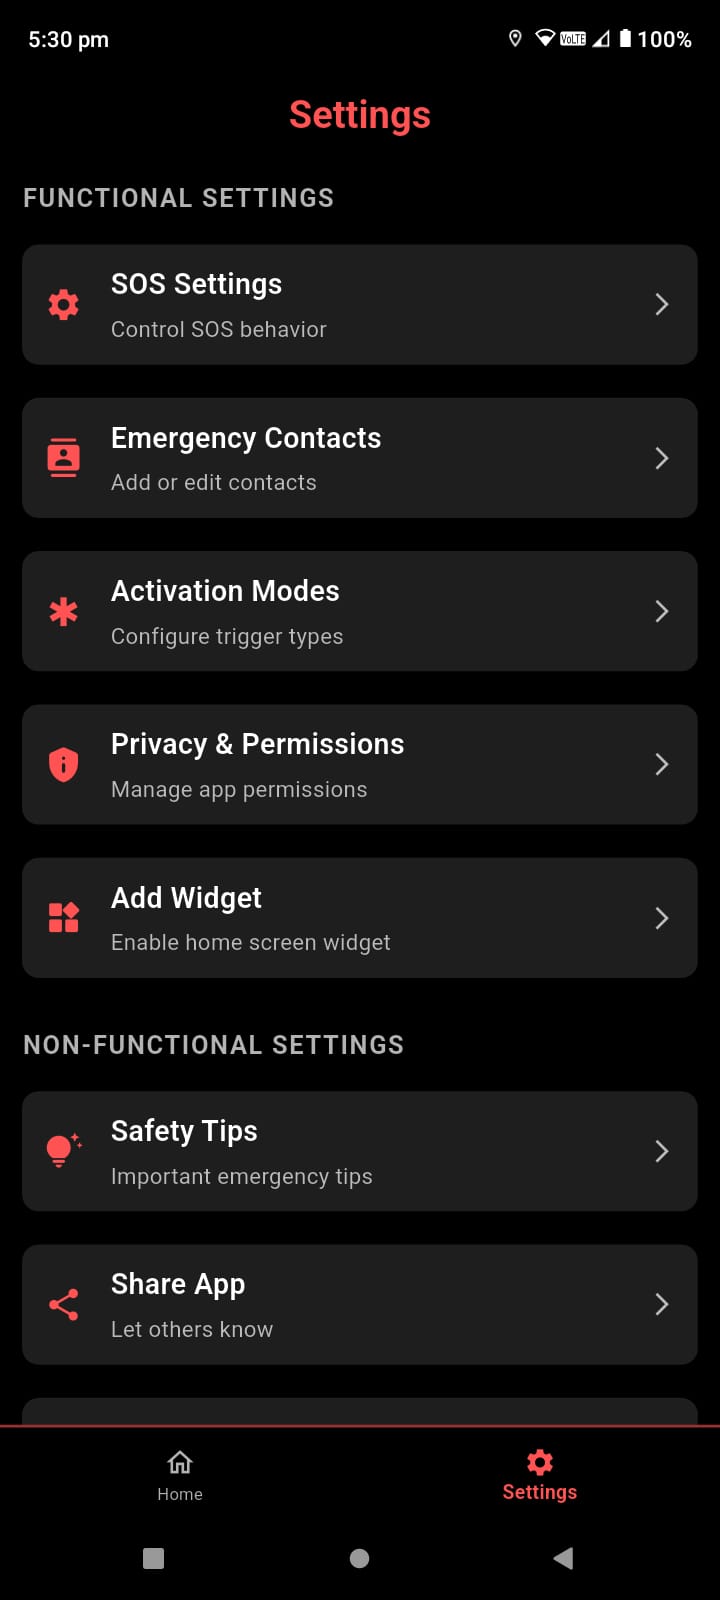 5:30 pm VoLTE 100%
Settings
FUNCTIONAL SETTINGS
SOS Settings
Control SOS behavior
Emergency Contacts
Add or edit contacts
Activation Modes
Configure trigger types
Privacy & Permissions
Manage app permissions
Add Widget
Enable home screen widget
NON-FUNCTIONAL SETTINGS
Safety Tips
Important emergency tips
Share App
Let others know
Home Settings